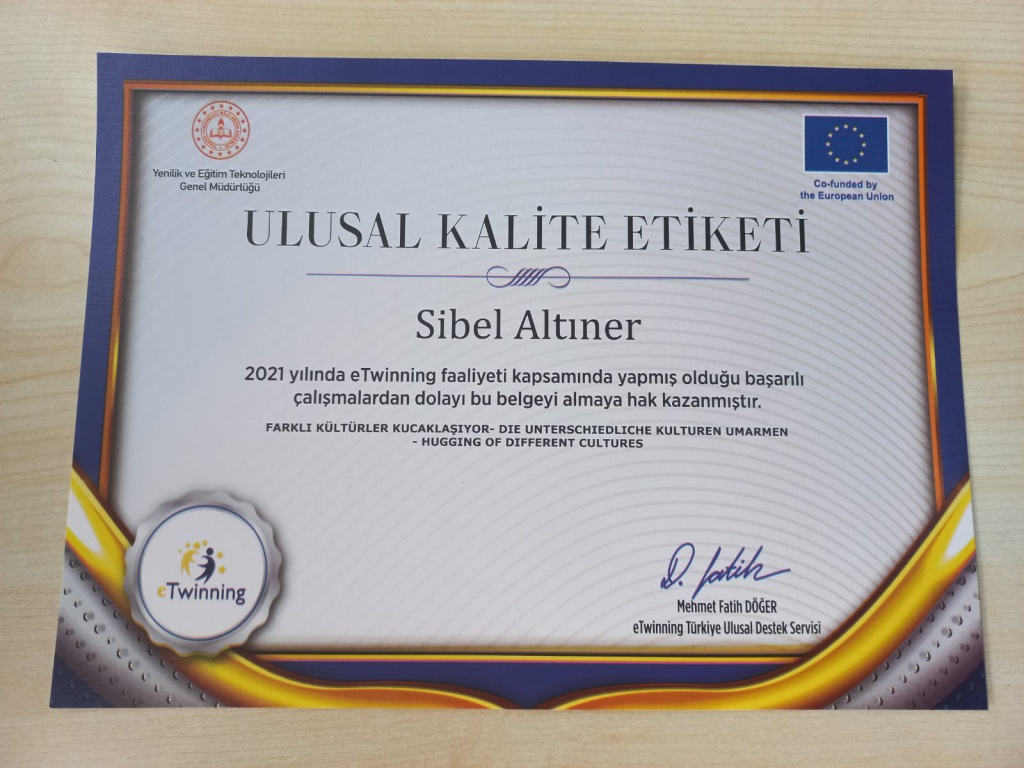 Yenilik ve Eğitim Teknolojileri
Genel Müdürlüğü
Co-funded by
the European Union
ULUSAL KALİTE ETİKETİ
Sibel Altıner
2021 yılında eTwinning faaliyeti kapsamında yapmış olduğu başarılı
çalışmalardan dolayı bu belgeyi almaya hak kazanmıştır.
FARKLI KÜLTÜRLER KUCAKLAŞIYOR- DIE UNTERSCHIEDLICHE KULTUREN UMARMEN
- HUGGING OF DIFFERENT CULTURES
eTwinning
D. fatih
Mehmet Fatih DÖĞER
eTwinning Türkiye Ulusal Destek Servisi